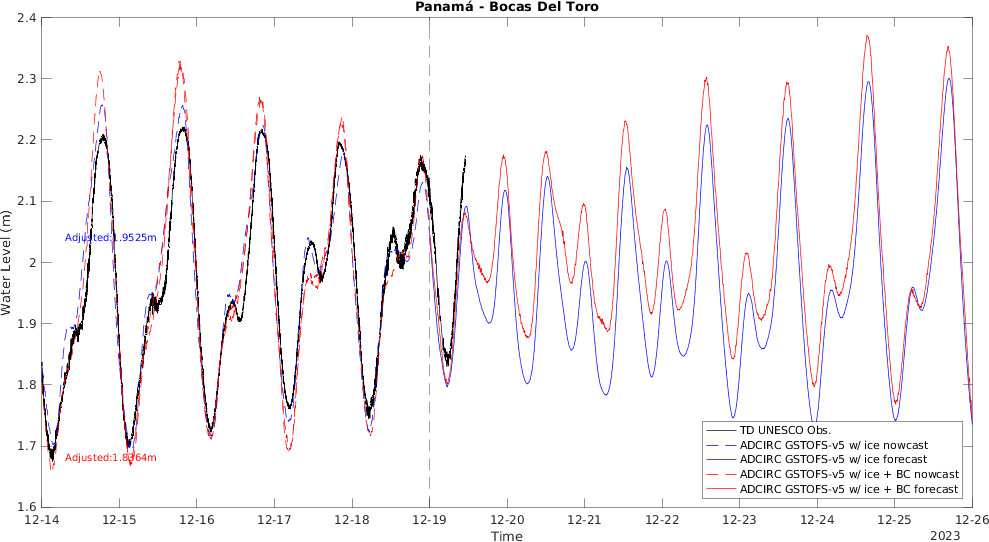 Panamá - Bocas Del Toro
Water Level (m)
2.4
2.3
2.2
2.1
2
1.9
1.8
1.7
1.6
Adjusted:1.9525m
Adjusted:1.8364m
TD UNESCO Obs.
ADCIRC GSTOFS-v5 w/ ice nowcast
ADCIRC GSTOFS-v5 w/ ice forecast
ADCIRC GSTOFS-v5 w/ ice + BC nowcast
ADCIRC GSTOFS-v5 w/ ice + BC forecast
12-14 12-15 12-16 12-17 12-18 12-19 12-20 12-21 12-22 12-23 12-24 12-25 12-26
Time
2023